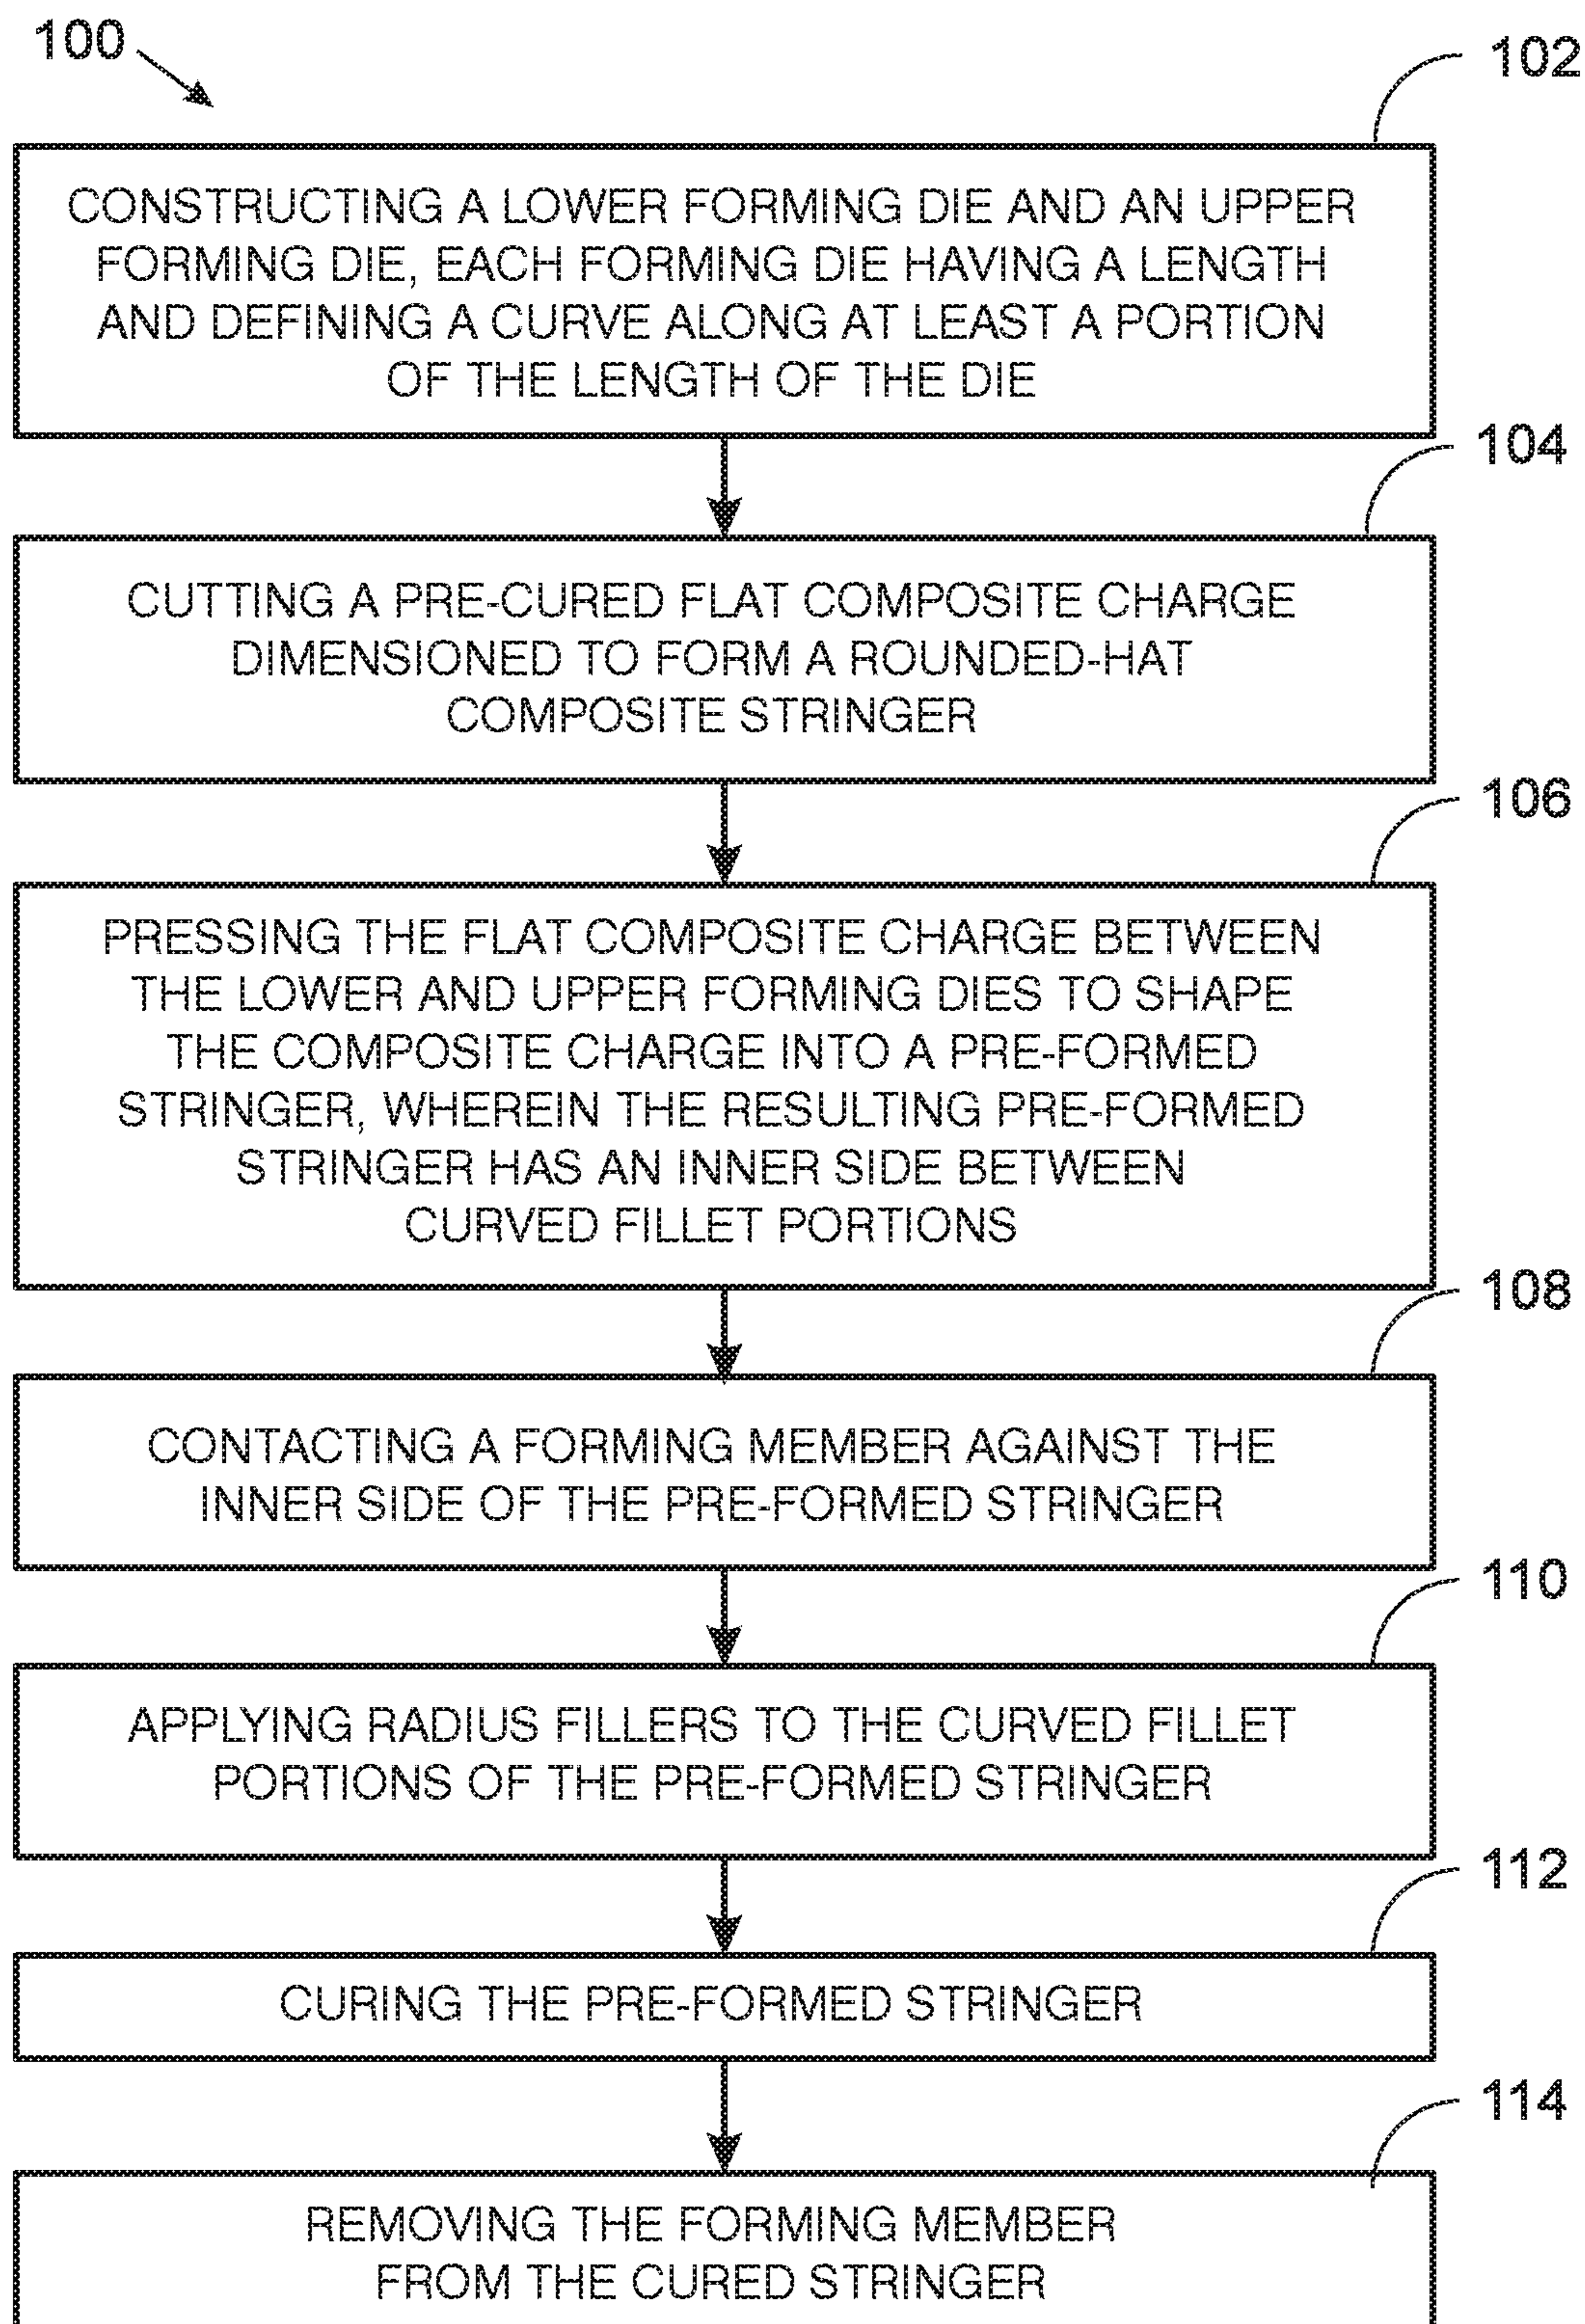 100
102
CONSTRUCTING A LOWER FORMING DIE AND AN UPPER
FORMING DIE, EACH FORMING DIE HAVING A LENGTH
AND DEFINING A CURVE ALONG AT LEAST A PORTION
OF THE LENGTH OF THE DIE
104
CUTTING A PRE-CURED FLAT COMPOSITE CHARGE
DIMENSIONED TO FORM A ROUNDED-HAT
COMPOSITE STRINGER
106
PRESSING THE FLAT COMPOSITE CHARGE BETWEEN
THE LOWER AND UPPER FORMING DIES TO SHAPE
THE COMPOSITE CHARGE INTO A PRE-FORMED
STRINGER, WHEREIN THE RESULTING PRE-FORMED
STRINGER HAS AN INNER SIDE BETWEEN
CURVED FILLET PORTIONS
108
CONTACTING A FORMING MEMBER AGAINST THE
INNER SIDE OF THE PRE-FORMED STRINGER
110
APPLYING RADIUS FILLERS TO THE CURVED FILLET
PORTIONS OF THE PRE-FORMED STRINGER
112
CURING THE PRE-FORMED STRINGER
114
REMOVING THE FORMING MEMBER
FROM THE CURED STRINGER